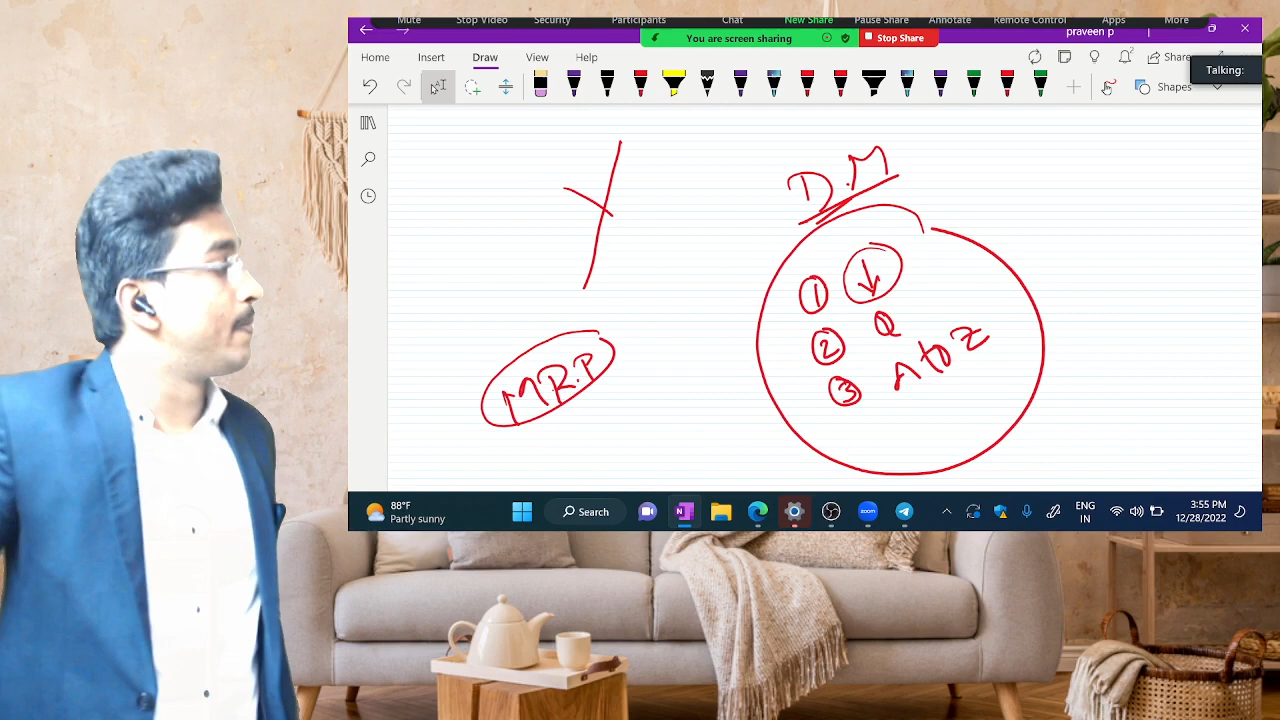 Mute Stop Video Security Participants Chat New Share Pause Share Annotate Remote Control Apps More
You are screen sharing Stop Share
praveen p
Home Insert Draw View Help
2
Share
Talking:
Shapes
D.M
1
2 Q
3 A to Z
M.R.P
88°F
Partly sunny
Search
N
zoom
ENG
IN
3:55 PM
12/28/2022